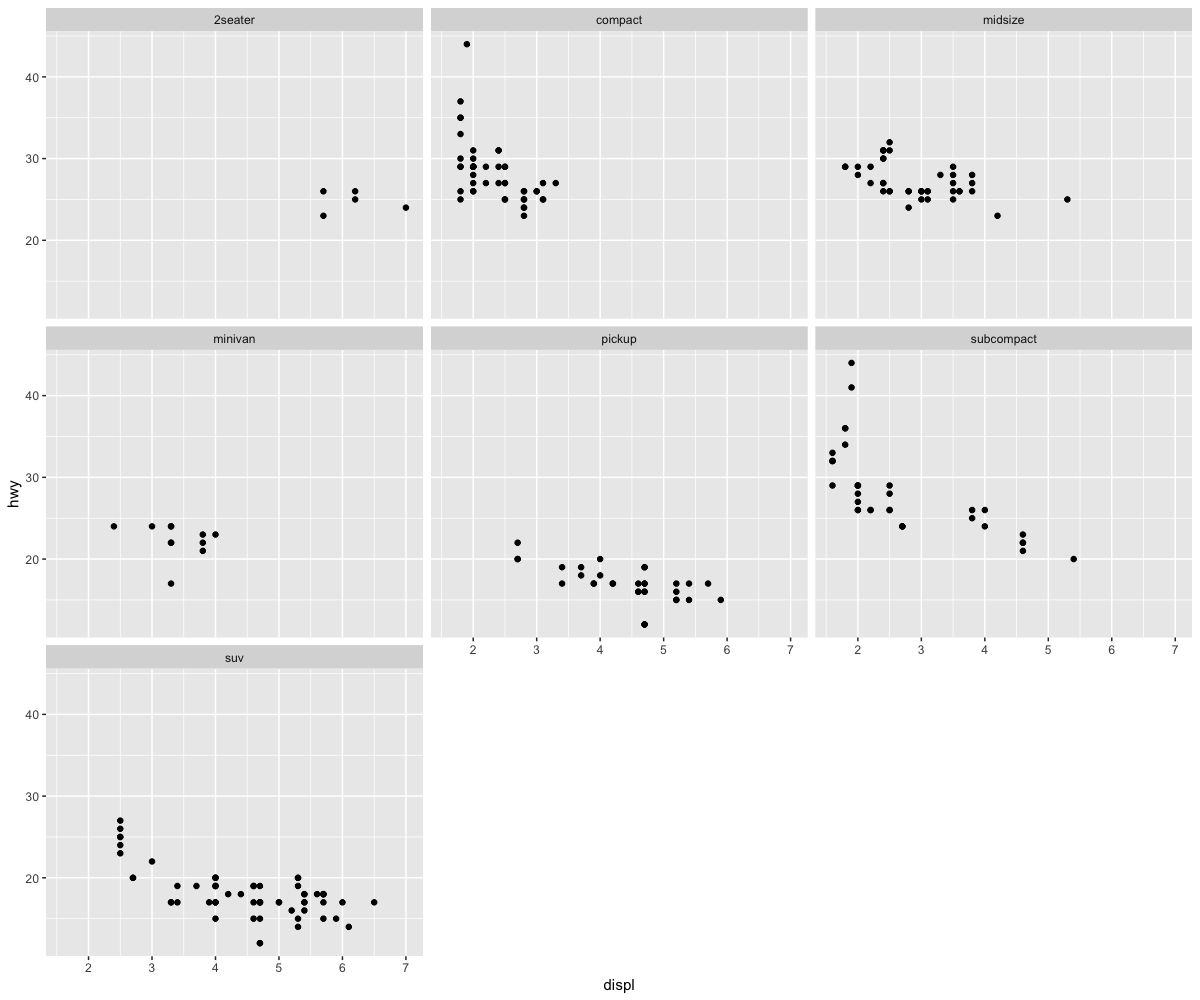 2seater compact midsize
40
30
20
minivan pickup subcompact
40
30
20
hwy
2 3 4 5 6 7 2 3 4 5 6 7
suv
40
30
20
2 3 4 5 6 7
displ